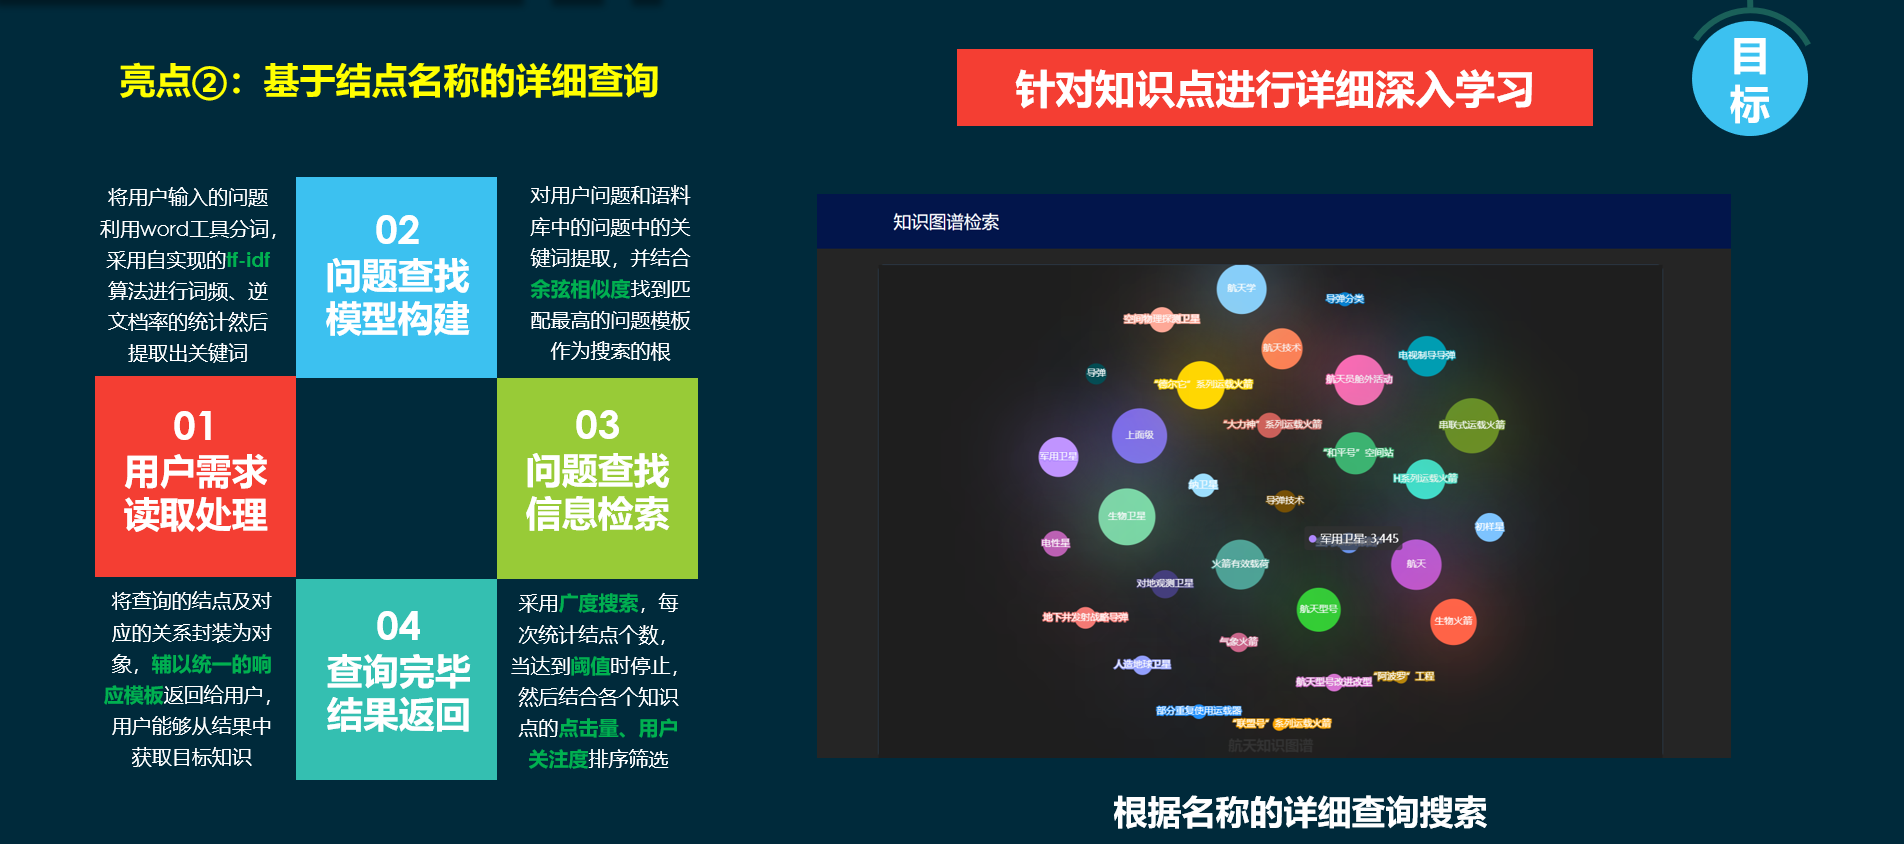 亮点②：基于结点名称的详细查询
针对知识点进行详细深入学习
目
标
将用户输入的问题
利用word工具分词，
采用自实现的tf-idf
算法进行词频、逆
文档率的统计然后
提取出关键词
02
问题查找
模型构建
对用户问题和语料
库中的问题中的关
键词提取，并结合
余弦相似度找到匹
配最高的问题模板
作为搜索的根
01
用户需求
读取处理
03
问题查找
信息检索
将查询的结点及对
应的关系封装为对
象，辅以统一的响
应模板返回给用户，
用户能够从结果中
获取目标知识
04
查询完毕
结果返回
采用广度搜索，每
次统计结点个数，
当达到阈值时停止，
然后结合各个知识
点的点击量、用户
关注度排序筛选
知识图谱检索
航天学
导弹分类
空间物理探测卫星
航天技术
电视制导导弹
导弹
“德尔它”系列运载火箭
航天员舱外活动
“大力神”系列运载火箭
串联式运载火箭
上面级
军用卫星
“和平号”空间站
H系列运载火箭
纳卫星
导弹技术
生物卫星
初样星
军用卫星: 3,445
电性星
火箭有效载荷
航天
对地观测卫星
航天型号
地下井发射战略导弹
生物火箭
气象火箭
人造地球卫星
航天型号改进改型
“阿波罗”工程
部分重复使用运载器
“联盟号”系列运载火箭
航天知识图谱
根据名称的详细查询搜索